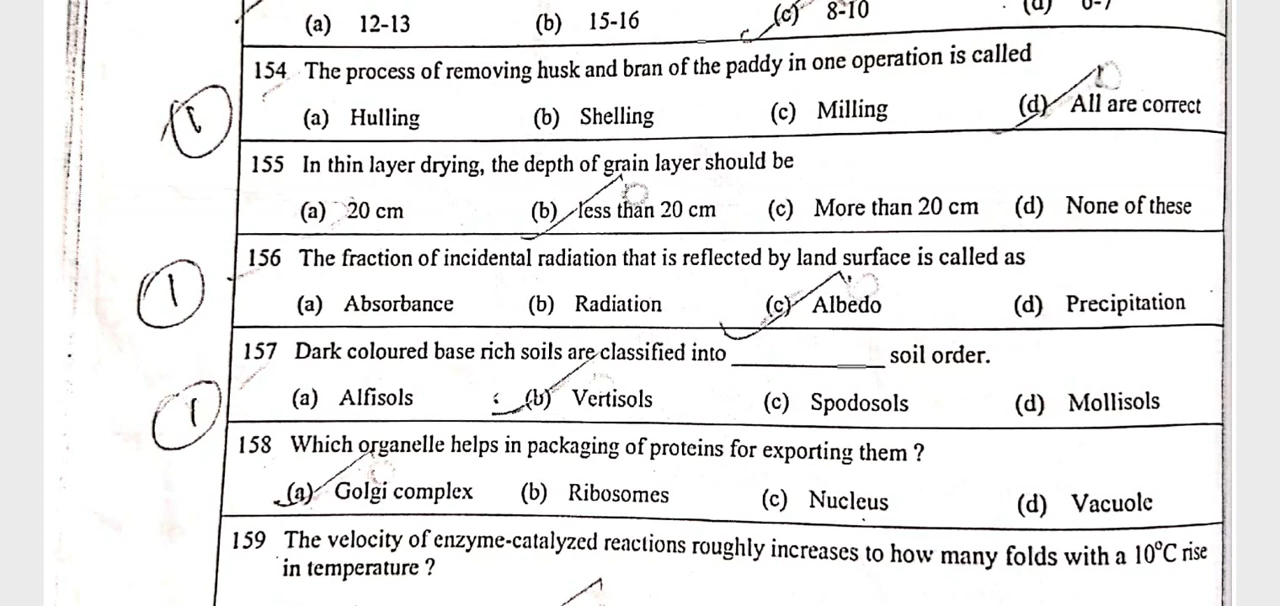 (a) 12-13 (b) 15-16 (c) 8-10 (d) 6-7
154 The process of removing husk and bran of the paddy in one operation is called
(a) Hulling (b) Shelling (c) Milling (d) All are correct
1
155 In thin layer drying, the depth of grain layer should be
(a) 20 cm (b) less than 20 cm (c) More than 20 cm (d) None of these
156 The fraction of incidental radiation that is reflected by land surface is called as
1
(a) Absorbance (b) Radiation (c) Albedo (d) Precipitation
157 Dark coloured base rich soils are classified into ____________ soil order.
(a) Alfisols (b) Vertisols (c) Spodosols (d) Mollisols
1
158 Which organelle helps in packaging of proteins for exporting them ?
(a) Golgi complex (b) Ribosomes (c) Nucleus (d) Vacuole
159 The velocity of enzyme-catalyzed reactions roughly increases to how many folds with a 10°C rise
in temperature ?